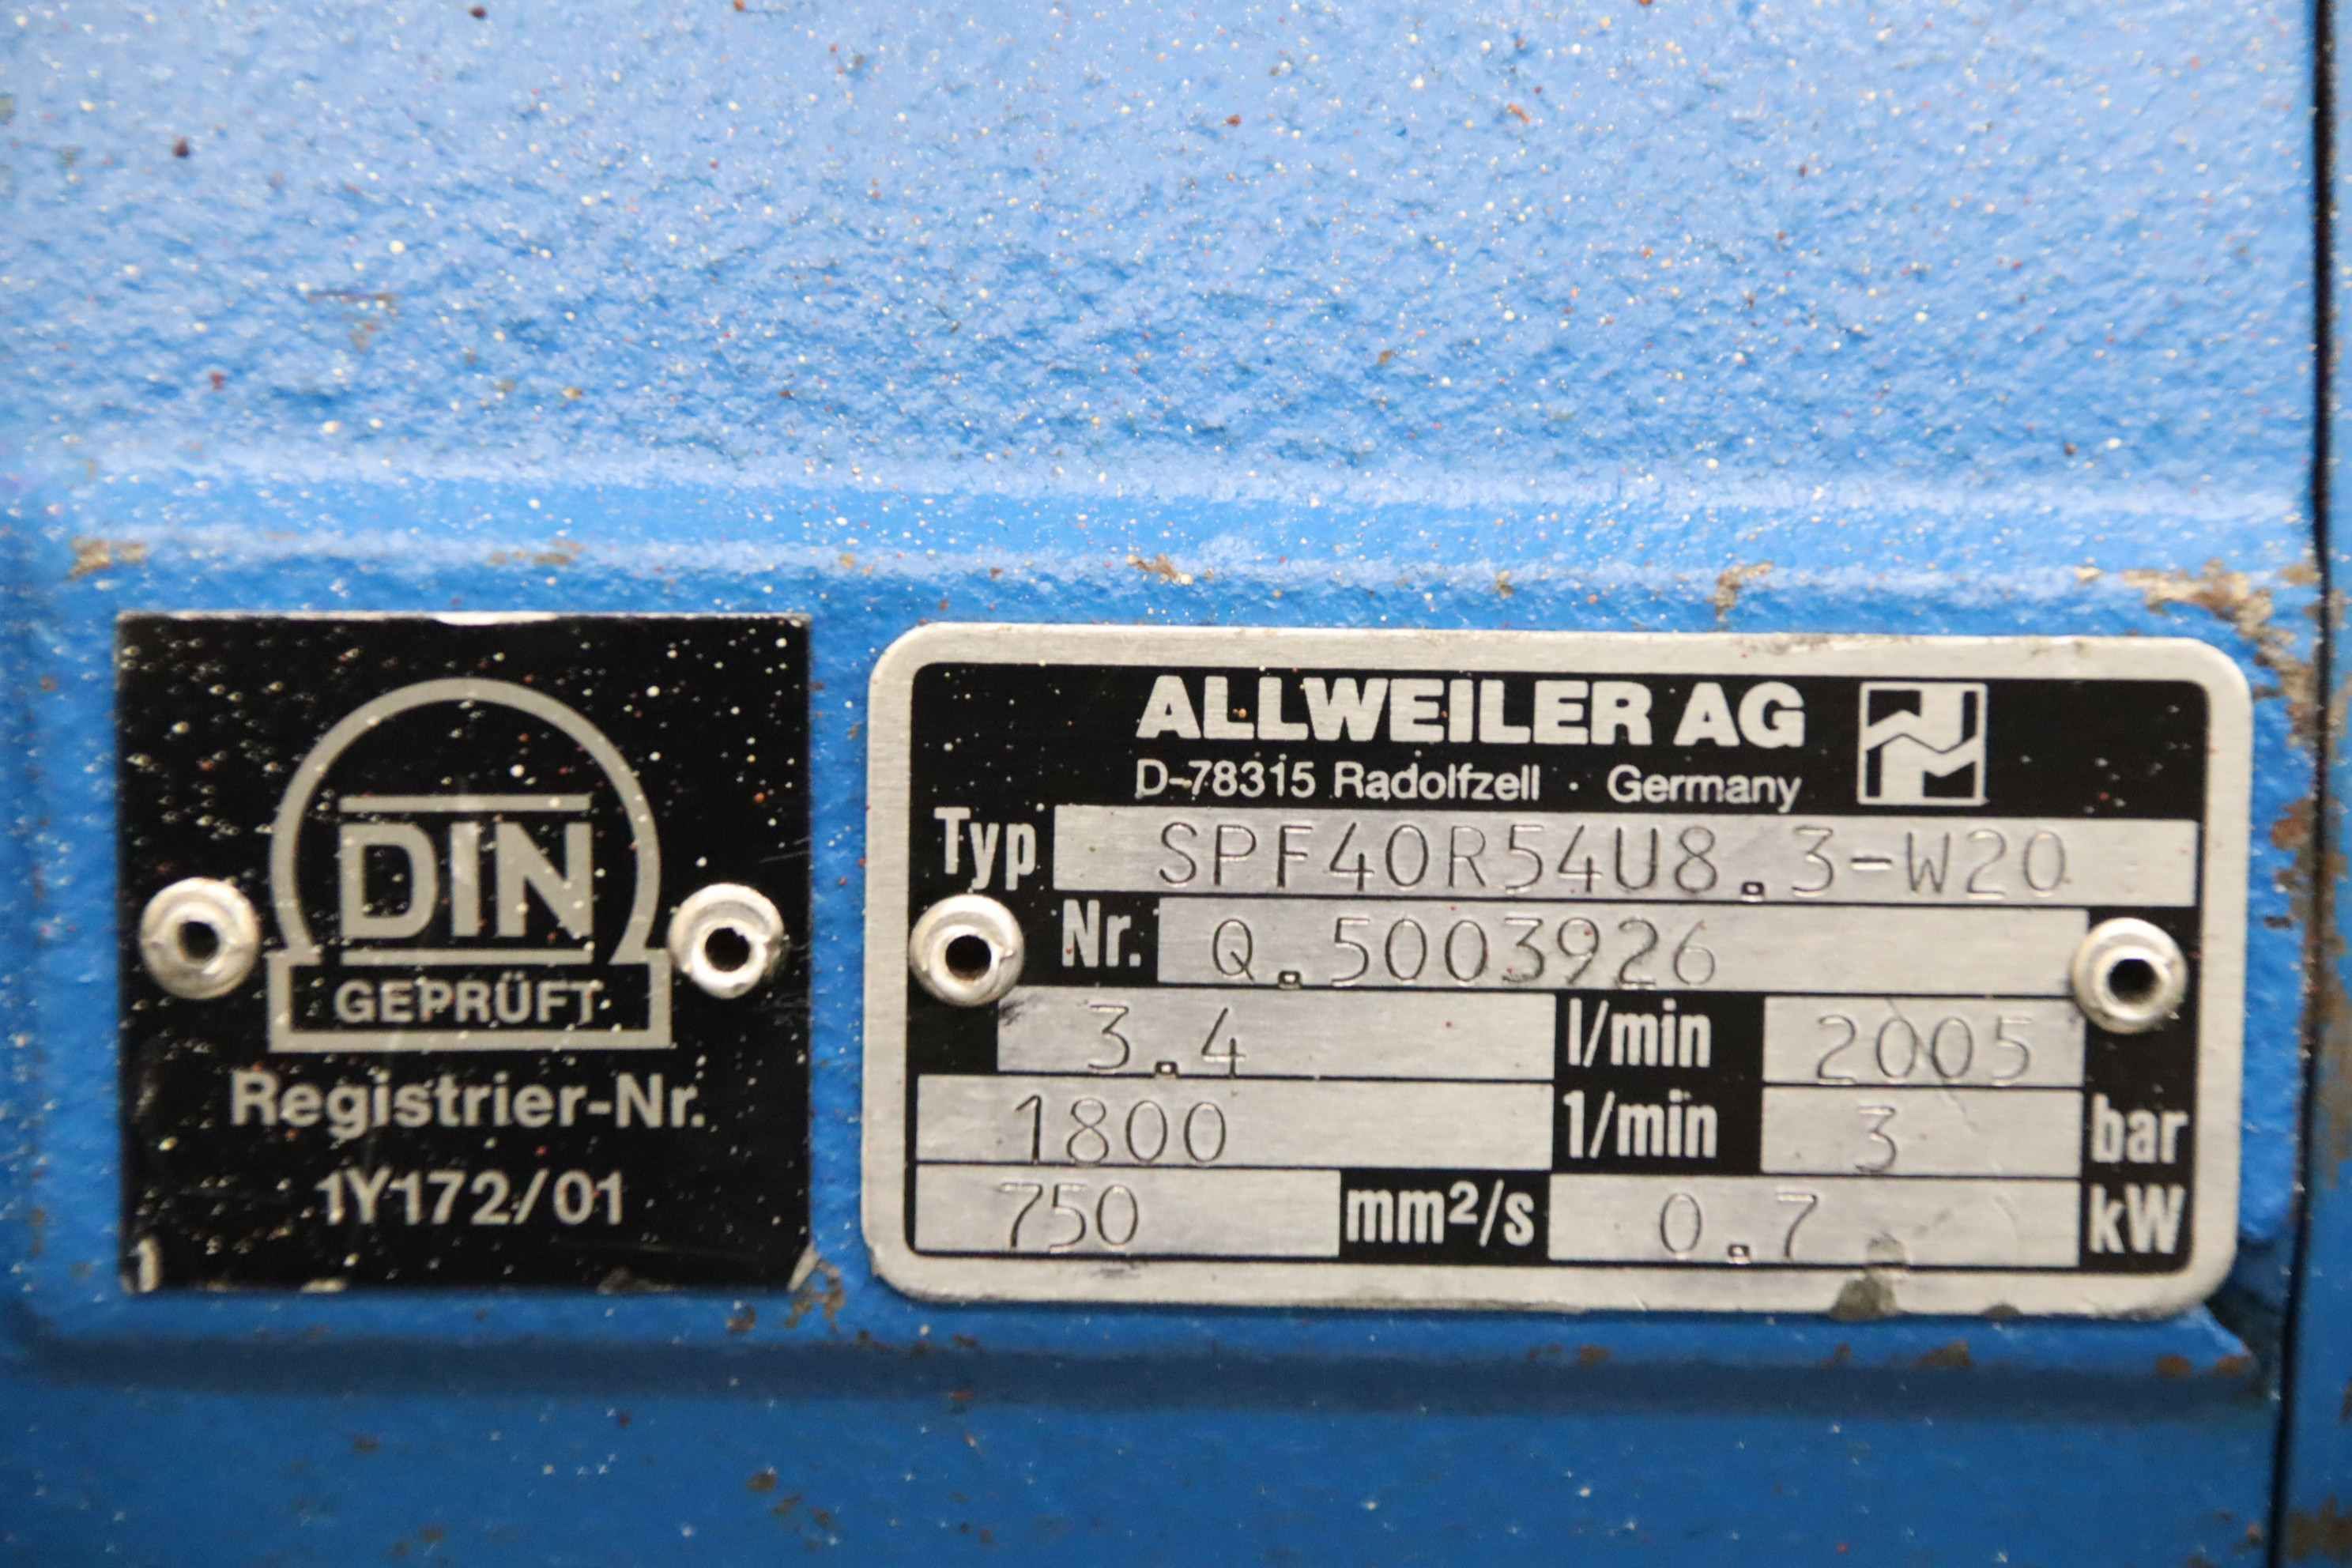 DIN
GEPRÜFT
Registrier-Nr.
1Y172/01
ALLWEILER AG
D-78315 Radolfzell · Germany
Typ SPF40R54U8.3-W20
Nr. Q.5003926
3.4 l/min 2005
1800 1/min 3 bar
750 mm²/s 0.7 kW